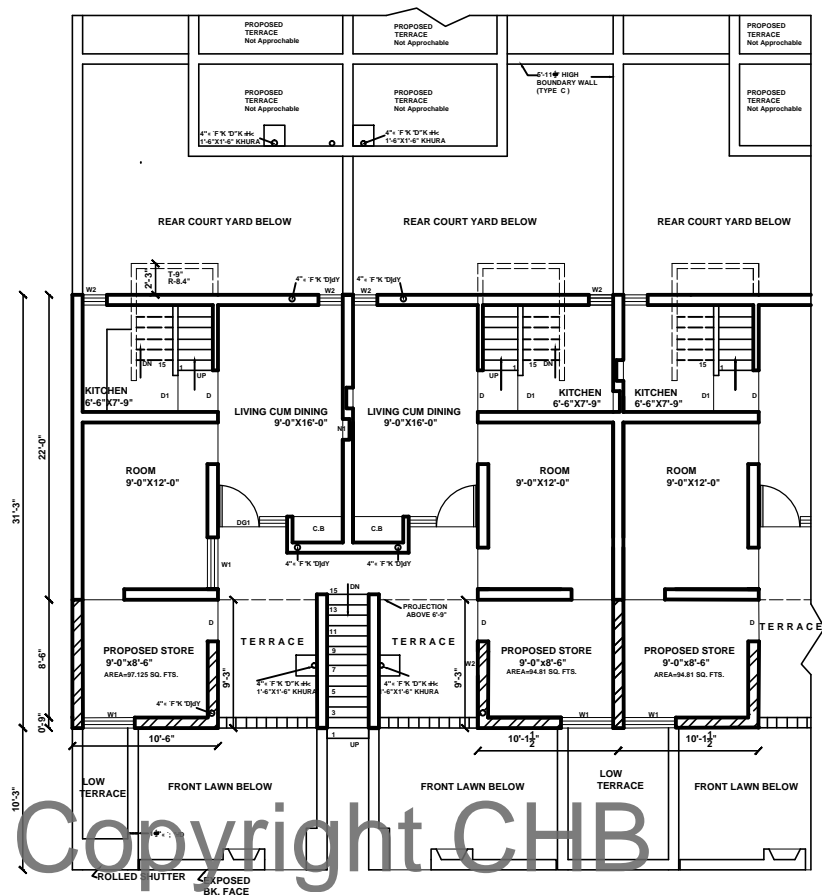 PROPOSED
TERRACE
Not Approchable
PROPOSED
TERRACE
Not Approchable
PROPOSED
TERRACE
Not Approchable
HIGH
BOUNDARY WALL
(TYPE C )
PROPOSED
TERRACE
Not Approchable
PROPOSED
TERRACE
Not Approchable
PROPOSED
TERRACE
Not Approchable
1'-6"X1'-6" KHURA
1'-6"X1'-6" KHURA
REAR COURT YARD BELOW
REAR COURT YARD BELOW
REAR COURT YARD BELOW
2'-3"
T-9"
R-8.4"
W2
W2
W2
W2
W2
DN
15
1
UP
UP
1
15
DN
DN
15
1
UP
KITCHEN
6'-6"X7'-9"
D1
D
D
D1
KITCHEN
6'-6"X7'-9"
KITCHEN
6'-6"X7'-9"
D1
D
LIVING CUM DINING
9'-0"X16'-0"
LIVING CUM DINING
9'-0"X16'-0"
N1
22'-0"
31'-3"
ROOM
9'-0"X12'-0"
ROOM
9'-0"X12'-0"
ROOM
9'-0"X12'-0"
DG1
C.B
C.B
W1
15
DN
13
11
9
7
5
3
1
UP
PROJECTION
ABOVE 6'-9"
D
D
D
TERRACE
TERRACE
TERRACE
8'-6"
PROPOSED STORE
9'-0"x8'-6"
AREA=97.125 SQ. FTS.
PROPOSED STORE
9'-0"x8'-6"
AREA=94.81 SQ. FTS.
PROPOSED STORE
9'-0"x8'-6"
AREA=94.81 SQ. FTS.
W2
9'-3"
9'-3"
1'-6"X1'-6" KHURA
1'-6"X1'-6" KHURA
0'-9"
W1
W1
W1
10'-6"
10'-1½"
10'-1½"
10'-3"
LOW
TERRACE
FRONT LAWN BELOW
FRONT LAWN BELOW
LOW
TERRACE
FRONT LAWN BELOW
Copyright CHB
ROLLED SHUTTER
EXPOSED
BK. FACE